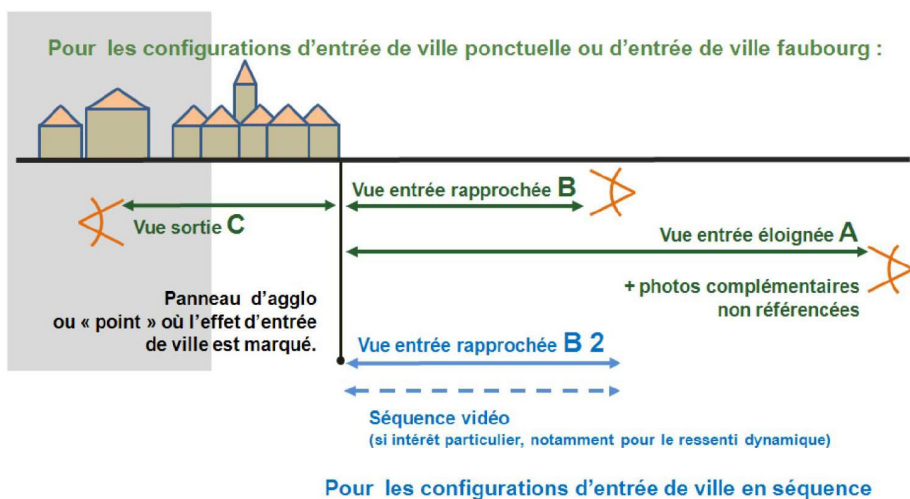 Pour les configurations d'entrée de ville ponctuelle ou d'entrée de ville faubourg :
Vue entrée rapprochée B
Vue sortie C
Vue entrée éloignée A
+ photos complémentaires
non référencées
Panneau d'agglo
ou « point » où l'effet d'entrée
de ville est marqué.
Vue entrée rapprochée B 2
Séquence vidéo
(si intérêt particulier, notamment pour le ressenti dynamique)
Pour les configurations d'entrée de ville en séquence